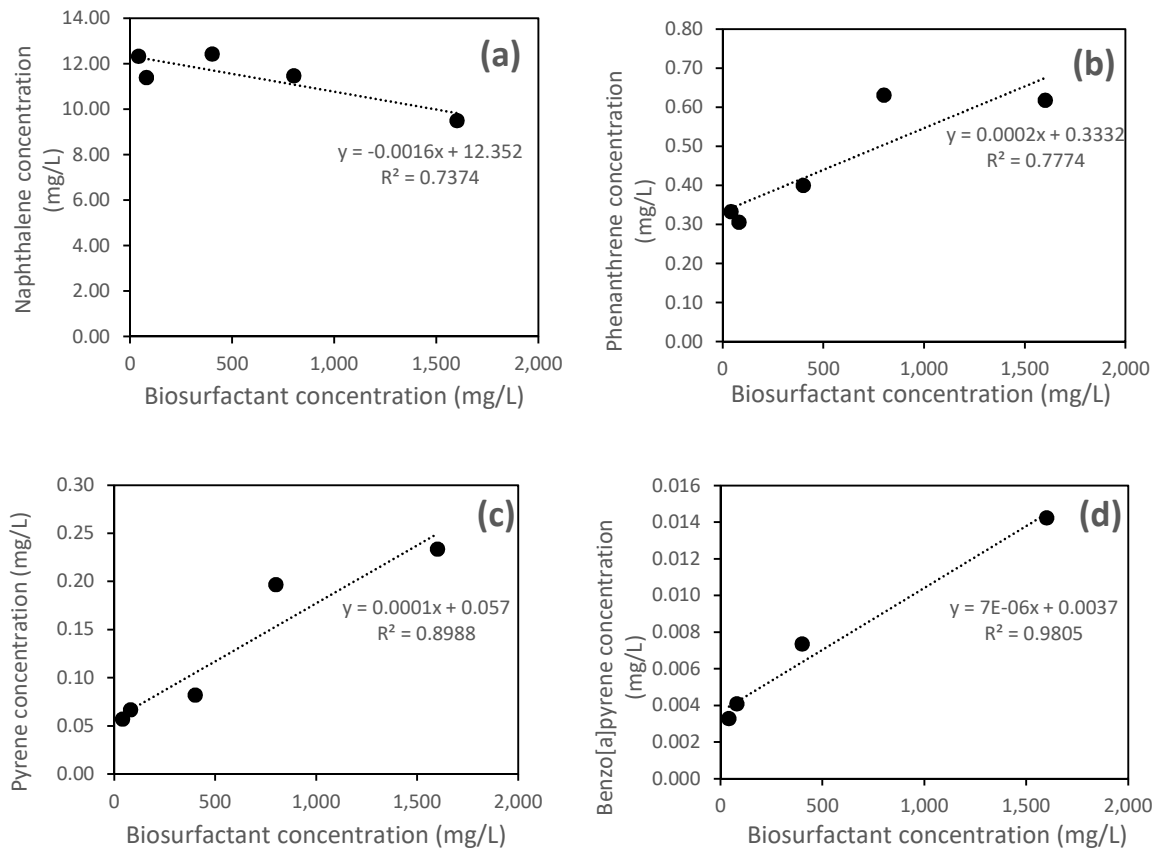 14.00
12.00
10.00
8.00
6.00
4.00
2.00
0.00
Naphthalene concentration
(mg/L)
(a)
y = -0.0016x + 12.352
R² = 0.7374
0
500
1,000
1,500
2,000
Biosurfactant concentration (mg/L)
0.80
0.70
0.60
0.50
0.40
0.30
0.20
0.10
0.00
Phenanthrene concentration
(mg/L)
(b)
y = 0.0002x + 0.3332
R² = 0.7774
0
500
1,000
1,500
2,000
Biosurfactant concentration (mg/L)
0.30
0.25
0.20
0.15
0.10
0.05
0.00
Pyrene concentration (mg/L)
(c)
y = 0.0001x + 0.057
R² = 0.8988
0
500
1,000
1,500
2,000
Biosurfactant concentration (mg/L)
0.016
0.014
0.012
0.010
0.008
0.006
0.004
0.002
0.000
Benzo[a]pyrene concentration
(mg/L)
(d)
y = 7E-06x + 0.0037
R² = 0.9805
0
500
1,000
1,500
2,000
Biosurfactant concentration (mg/L)